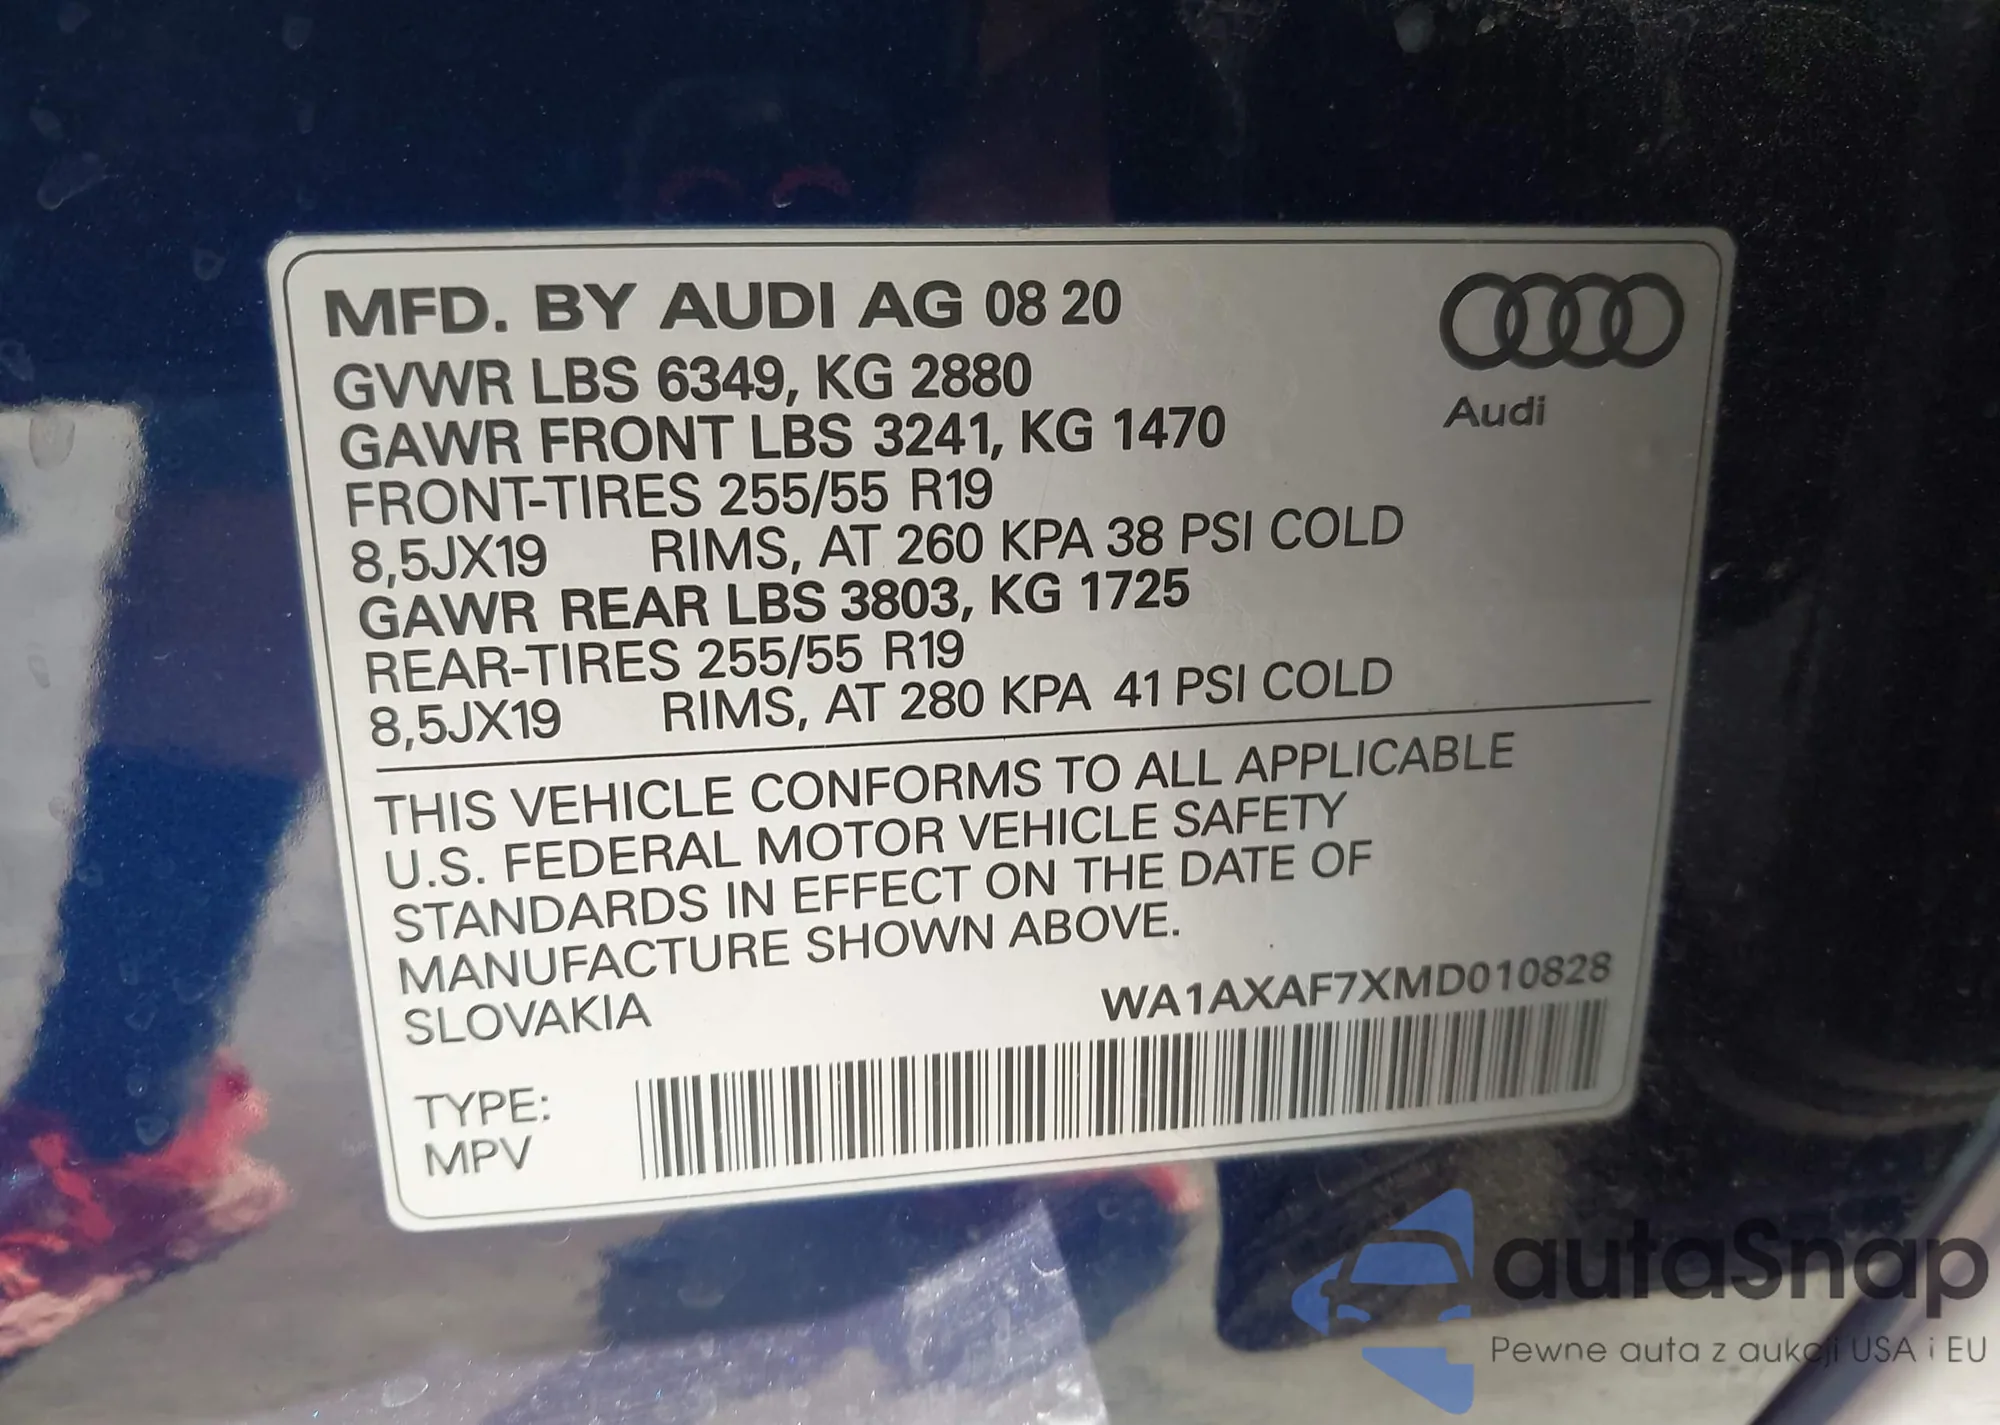 MFD. BY AUDI AG 08 20
GVWR LBS 6349, KG 2880
GAWR FRONT LBS 3241, KG 1470
FRONT-TIRES 255/55 R19
8,5JX19 RIMS, AT 260 KPA 38 PSI COLD
GAWR REAR LBS 3803, KG 1725
REAR-TIRES 255/55 R19
8,5JX19 RIMS, AT 280 KPA 41 PSI COLD
Audi
THIS VEHICLE CONFORMS TO ALL APPLICABLE
U.S. FEDERAL MOTOR VEHICLE SAFETY
STANDARDS IN EFFECT ON THE DATE OF
MANUFACTURE SHOWN ABOVE.
SLOVAKIA
WA1AXAF7XMD010828
TYPE:
MPV
autaSnap
Pewne auta z aukcji USA i EU